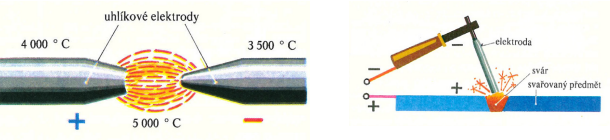 uhlíkové elektrody
4 000 °C
3 500 °C
+
5 000 °C
−
−
−
elektroda
+
+
svár
svařovaný předmět